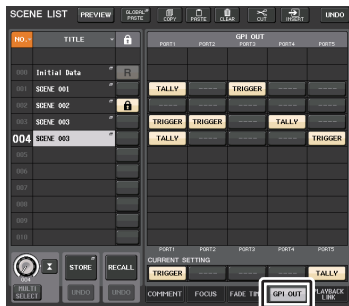 SCENE LIST PREVIEW GLOBAL PASTE COPY PASTE CLEAR CUT INSERT UNDO
NO. TITLE GPI OUT
PORT1 PORT2 PORT3 PORT4 PORT5
000 Initial Data R
001 SCENE 001 TALLY ---- TRIGGER ---- ----
002 SCENE 002 ---- ---- ---- ---- ----
003 SCENE 003 TRIGGER TRIGGER ---- TALLY ----
004 SCENE 003 TALLY ---- ---- ---- TRIGGER
005
006
007
008
009
010
PORT1 PORT2 PORT3 PORT4 PORT5
CURRENT SETTING
TRIGGER ---- ---- ---- TALLY
004 STORE RECALL
MULTI SELECT UNDO UNDO COMMENT FOCUS FADE TIME GPI OUT PLAYBACK LINK